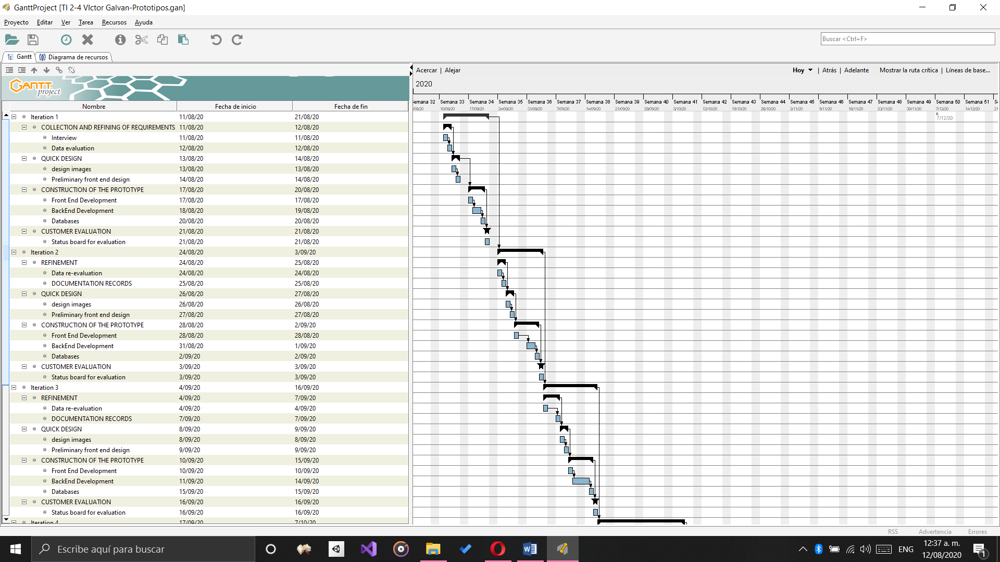 GanttProject [TI 2-4 VIctor Galvan-Prototipos.gan]
Proyecto Editar Ver Tarea Recursos Ayuda
Buscar <Ctrl+F>
Gantt Diagrama de recursos
Acercar | Alejar Hoy | Atrás | Adelante Mostrar la ruta crítica | Líneas de base...
GANTT project
2020
Semana 33 Semana 34 Semana 35 Semana 36 Semana 37 Semana 38 Semana 39 Semana 40 Semana 41 Semana 42 Semana 43 Semana 44 Semana 45 Semana 46 Semana 47 Semana 48 Semana 49 Semana 50 Semana 51
10/08/20 17/08/20 24/08/20 31/08/20 7/09/20 14/09/20 21/09/20 28/09/20 5/10/20 12/10/20 19/10/20 26/10/20 2/11/20 9/11/20 16/11/20 23/11/20 30/11/20 7/12/20 14/12/20
7/12/20
Nombre Fecha de inicio Fecha de fin
Iteration 1 11/08/20 21/08/20
COLLECTION AND REFINING OF REQUIREMENTS 11/08/20 12/08/20
Interview 11/08/20 11/08/20
Data evaluation 12/08/20 12/08/20
QUICK DESIGN 13/08/20 14/08/20
design images 13/08/20 13/08/20
Preliminary front end design 14/08/20 14/08/20
CONSTRUCTION OF THE PROTOTYPE 17/08/20 20/08/20
Front End Development 17/08/20 17/08/20
BackEnd Development 18/08/20 19/08/20
Databases 20/08/20 20/08/20
CUSTOMER EVALUATION 21/08/20 21/08/20
Status board for evaluation 21/08/20 21/08/20
Iteration 2 24/08/20 3/09/20
REFINEMENT 24/08/20 25/08/20
Data re-evaluation 24/08/20 24/08/20
DOCUMENTATION RECORDS 25/08/20 25/08/20
QUICK DESIGN 26/08/20 27/08/20
design images 26/08/20 26/08/20
Preliminary front end design 27/08/20 27/08/20
CONSTRUCTION OF THE PROTOTYPE 28/08/20 2/09/20
Front End Development 28/08/20 28/08/20
BackEnd Development 31/08/20 1/09/20
Databases 2/09/20 2/09/20
CUSTOMER EVALUATION 3/09/20 3/09/20
Status board for evaluation 3/09/20 3/09/20
Iteration 3 4/09/20 16/09/20
REFINEMENT 4/09/20 7/09/20
Data re-evaluation 4/09/20 4/09/20
DOCUMENTATION RECORDS 7/09/20 7/09/20
QUICK DESIGN 8/09/20 9/09/20
design images 8/09/20 8/09/20
Preliminary front end design 9/09/20 9/09/20
CONSTRUCTION OF THE PROTOTYPE 10/09/20 15/09/20
Front End Development 10/09/20 10/09/20
BackEnd Development 11/09/20 14/09/20
Databases 15/09/20 15/09/20
CUSTOMER EVALUATION 16/09/20 16/09/20
Status board for evaluation 16/09/20 16/09/20
Iteration 4 17/09/20 7/10/20
RSS Advertencia Errores
Escribe aquí para buscar
ENG
12:37 a. m.
12/08/2020
1